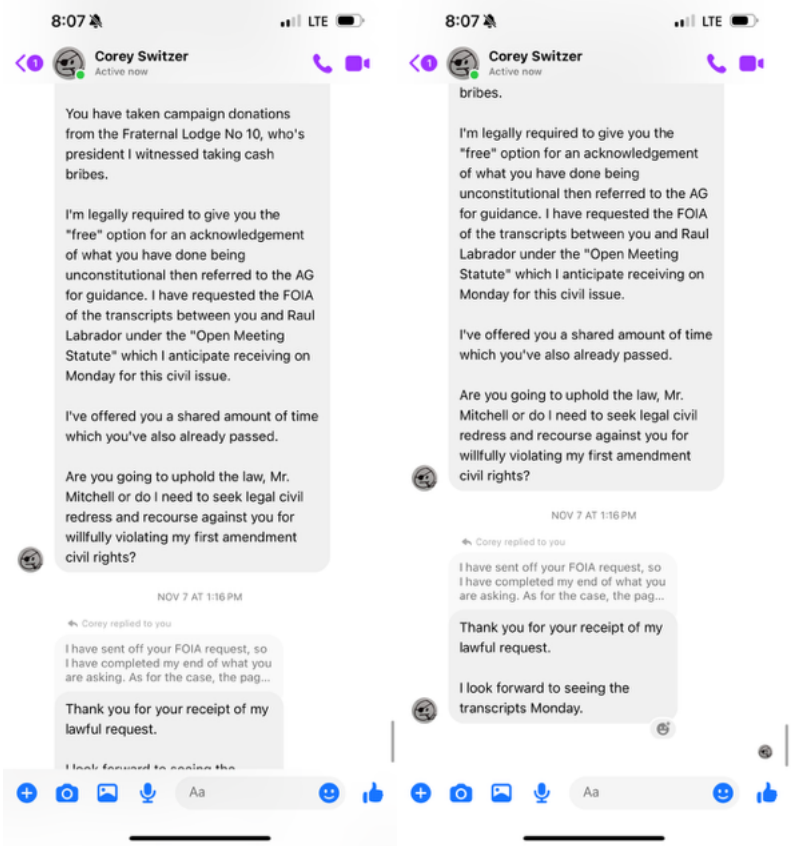 8:07
LTE
1
Corey Switzer
Active now
You have taken campaign donations
from the Fraternal Lodge No 10, who's
president I witnessed taking cash
bribes.
I'm legally required to give you the
"free" option for an acknowledgement
of what you have done being
unconstitutional then referred to the AG
for guidance. I have requested the FOIA
of the transcripts between you and Raul
Labrador under the "Open Meeting
Statute" which I anticipate receiving on
Monday for this civil issue.
I've offered you a shared amount of time
which you've also already passed.
Are you going to uphold the law, Mr.
Mitchell or do I need to seek legal civil
redress and recourse against you for
willfully violating my first amendment
civil rights?
NOV 7 AT 1:16 PM
Corey replied to you
I have sent off your FOIA request, so
I have completed my end of what you
are asking. As for the case, the pag...
Thank you for your receipt of my
lawful request.
I look forward to seeing the
Aa
8:07
LTE
1
Corey Switzer
Active now
bribes.
I'm legally required to give you the
"free" option for an acknowledgement
of what you have done being
unconstitutional then referred to the AG
for guidance. I have requested the FOIA
of the transcripts between you and Raul
Labrador under the "Open Meeting
Statute" which I anticipate receiving on
Monday for this civil issue.
I've offered you a shared amount of time
which you've also already passed.
Are you going to uphold the law, Mr.
Mitchell or do I need to seek legal civil
redress and recourse against you for
willfully violating my first amendment
civil rights?
NOV 7 AT 1:16 PM
Corey replied to you
I have sent off your FOIA request, so
I have completed my end of what you
are asking. As for the case, the pag...
Thank you for your receipt of my
lawful request.
I look forward to seeing the
transcripts Monday.
Aa